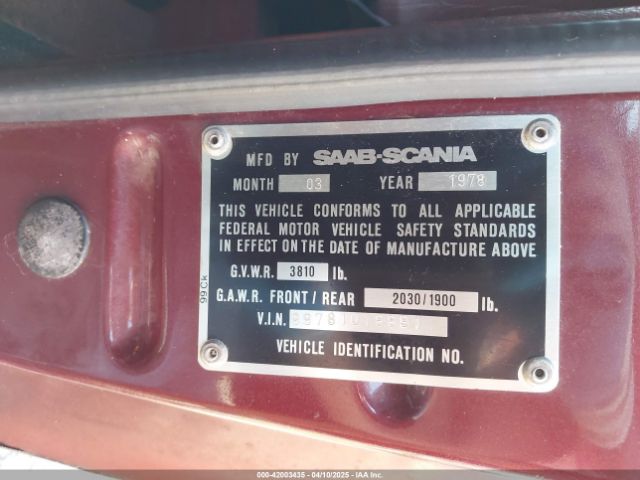 MFD BY SAAB-SCANIA
MONTH 03 YEAR 1978
THIS VEHICLE CONFORMS TO ALL APPLICABLE
FEDERAL MOTOR VEHICLE SAFETY STANDARDS
IN EFFECT ON THE DATE OF MANUFACTURE ABOVE
G.V.W.R. 3810 lb.
G.A.W.R. FRONT / REAR 2030/1900 lb.
V.I.N.
VEHICLE IDENTIFICATION NO.
99Ck
000-42003435 - 04/10/2025 - IAA Inc.